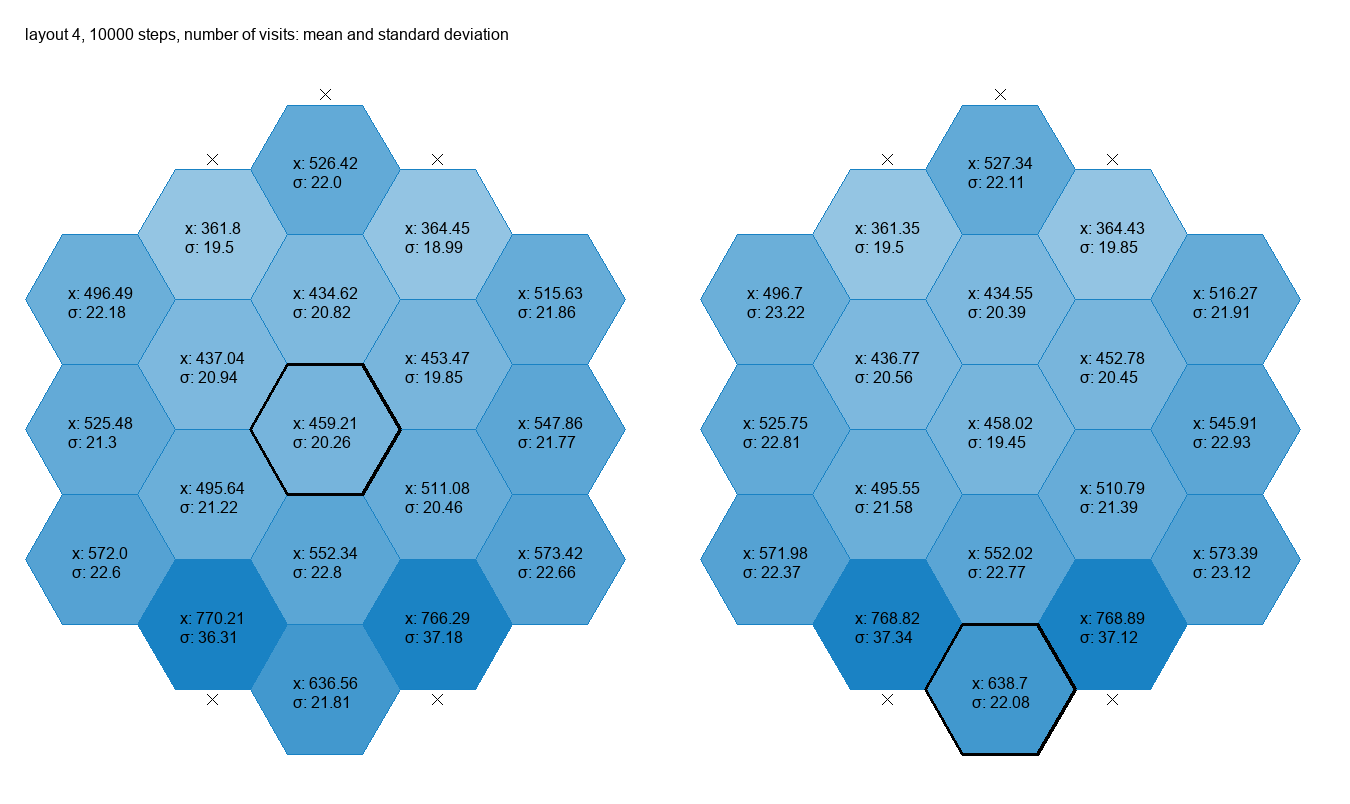 layout 4, 10000 steps, number of visits: mean and standard deviation
x: 526.42
σ: 22.0
x: 361.8
σ: 19.5
x: 364.45
σ: 18.99
x: 496.49
σ: 22.18
x: 434.62
σ: 20.82
x: 515.63
σ: 21.86
x: 437.04
σ: 20.94
x: 453.47
σ: 19.85
x: 525.48
σ: 21.3
x: 459.21
σ: 20.26
x: 547.86
σ: 21.77
x: 495.64
σ: 21.22
x: 511.08
σ: 20.46
x: 572.0
σ: 22.6
x: 552.34
σ: 22.8
x: 573.42
σ: 22.66
x: 770.21
σ: 36.31
x: 766.29
σ: 37.18
x: 636.56
σ: 21.81
x: 527.34
σ: 22.11
x: 361.35
σ: 19.5
x: 364.43
σ: 19.85
x: 496.7
σ: 23.22
x: 434.55
σ: 20.39
x: 516.27
σ: 21.91
x: 436.77
σ: 20.56
x: 452.78
σ: 20.45
x: 525.75
σ: 22.81
x: 458.02
σ: 19.45
x: 545.91
σ: 22.93
x: 495.55
σ: 21.58
x: 510.79
σ: 21.39
x: 571.98
σ: 22.37
x: 552.02
σ: 22.77
x: 573.39
σ: 23.12
x: 768.82
σ: 37.34
x: 768.89
σ: 37.12
x: 638.7
σ: 22.08